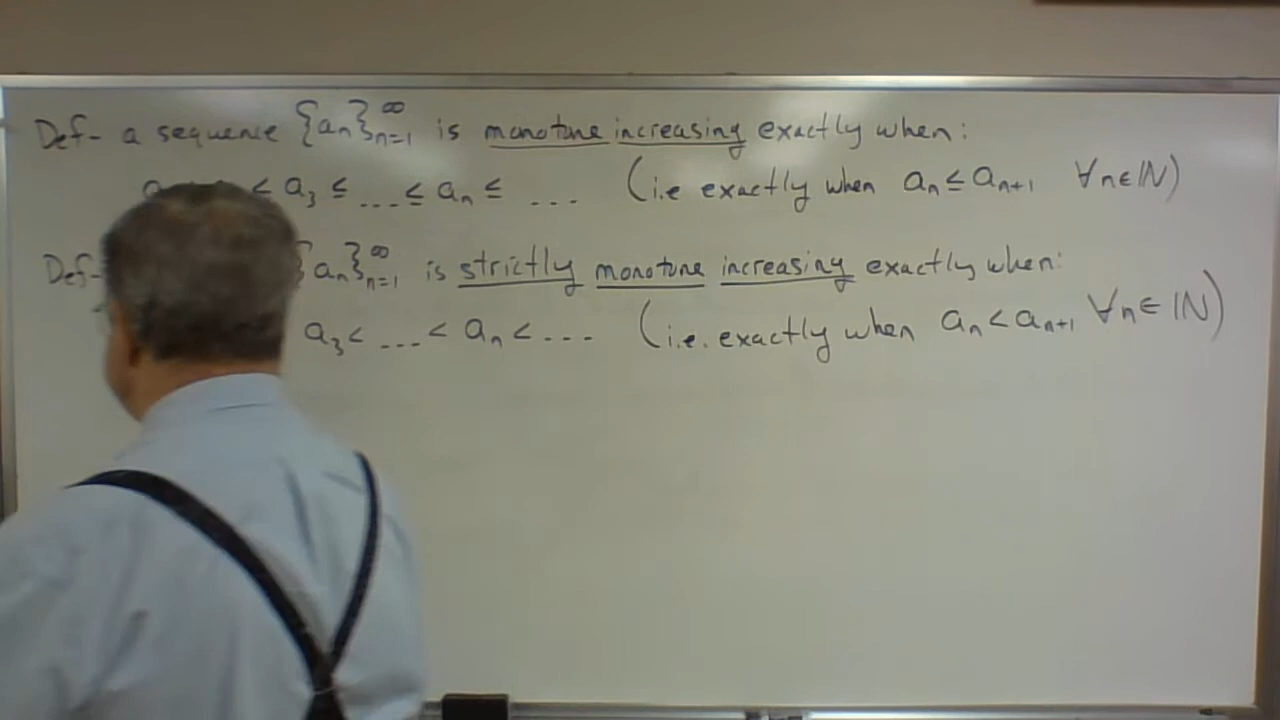 Def- a sequence {aₙ}ₙ₌₁^∞ is monotone increasing exactly when:
< a₃ ≤ ... ≤ aₙ ≤ ... (i.e exactly when aₙ ≤ aₙ₊₁ ∀n∈ℕ)
Def- {aₙ}ₙ₌₁^∞ is strictly monotone increasing exactly when:
a₃ < ... < aₙ < ... (i.e. exactly when aₙ < aₙ₊₁ ∀n∈ℕ)